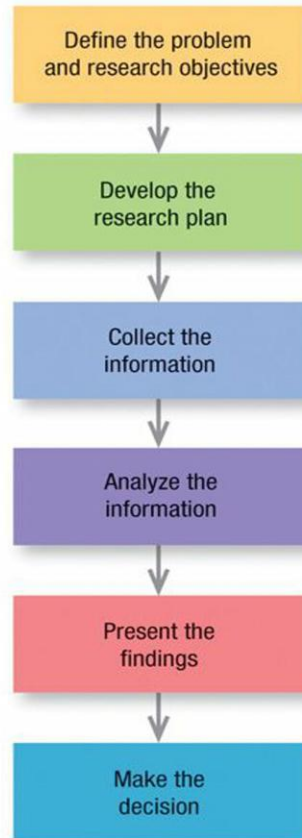 Define the problem
and research objectives
Develop the
research plan
Collect the
information
Analyze the
information
Present the
findings
Make the
decision